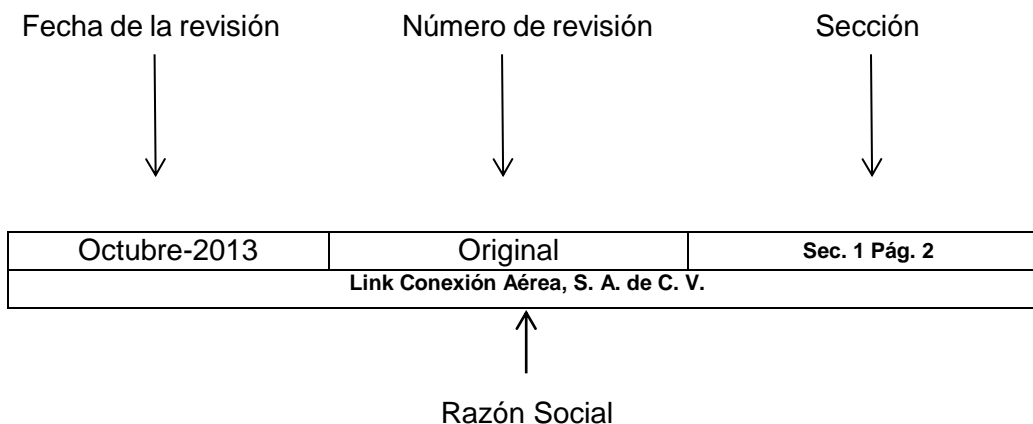 Fecha de la revisión Número de revisión Sección
Octubre-2013 Original Sec. 1 Pág. 2
Link Conexión Aérea, S. A. de C. V.
Razón Social